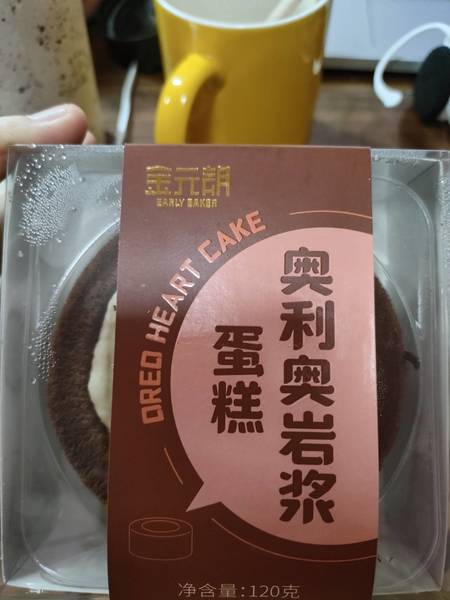 金元胡
EARLY BAKER
OREO HEART CAKE
奥利奥岩浆
蛋糕
净含量:120克